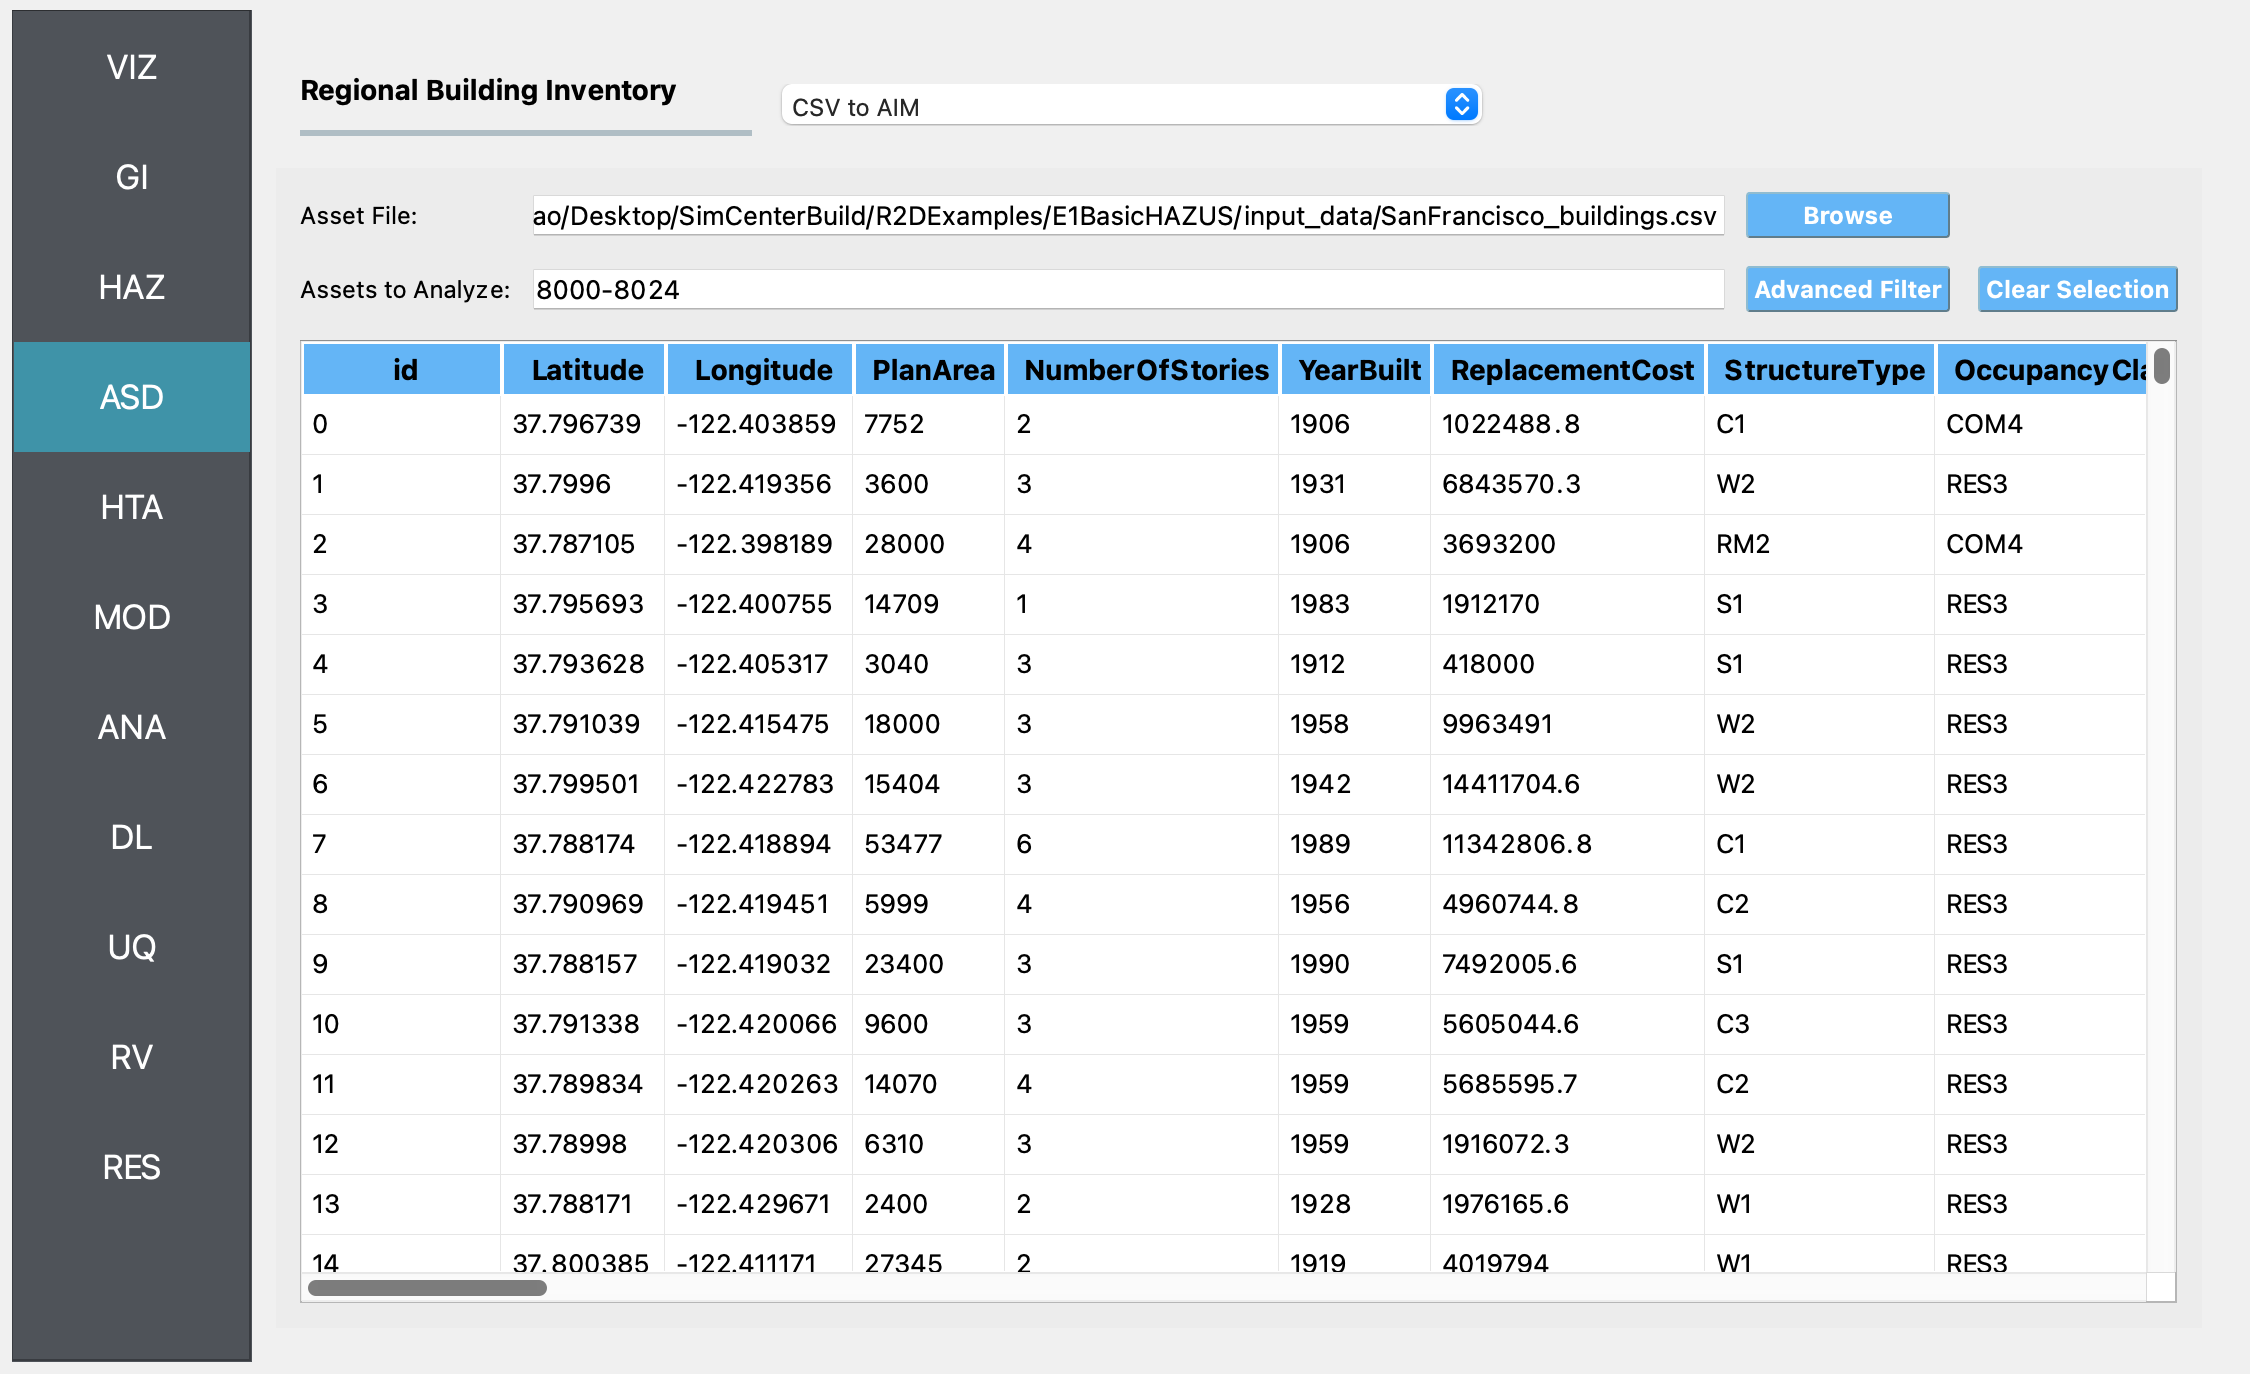 VIZ
GI
HAZ
ASD
HTA
MOD
ANA
DL
UQ
RV
RES
Regional Building Inventory
CSV to AIM
Asset File: ao/Desktop/SimCenterBuild/R2DExamples/E1BasicHAZUS/input_data/SanFrancisco_buildings.csv Browse
Assets to Analyze: 8000-8024 Advanced Filter Clear Selection
id Latitude Longitude PlanArea NumberOfStories YearBuilt ReplacementCost StructureType OccupancyCla
0 37.796739 -122.403859 7752 2 1906 1022488.8 C1 COM4
1 37.7996 -122.419356 3600 3 1931 6843570.3 W2 RES3
2 37.787105 -122.398189 28000 4 1906 3693200 RM2 COM4
3 37.795693 -122.400755 14709 1 1983 1912170 S1 RES3
4 37.793628 -122.405317 3040 3 1912 418000 S1 RES3
5 37.791039 -122.415475 18000 3 1958 9963491 W2 RES3
6 37.799501 -122.422783 15404 3 1942 14411704.6 W2 RES3
7 37.788174 -122.418894 53477 6 1989 11342806.8 C1 RES3
8 37.790969 -122.419451 5999 4 1956 4960744.8 C2 RES3
9 37.788157 -122.419032 23400 3 1990 7492005.6 S1 RES3
10 37.791338 -122.420066 9600 3 1959 5605044.6 C3 RES3
11 37.789834 -122.420263 14070 4 1959 5685595.7 C2 RES3
12 37.78998 -122.420306 6310 3 1959 1916072.3 W2 RES3
13 37.788171 -122.429671 2400 2 1928 1976165.6 W1 RES3
14 37.800385 -122.411171 27345 2 1919 4019794 W1 RES3